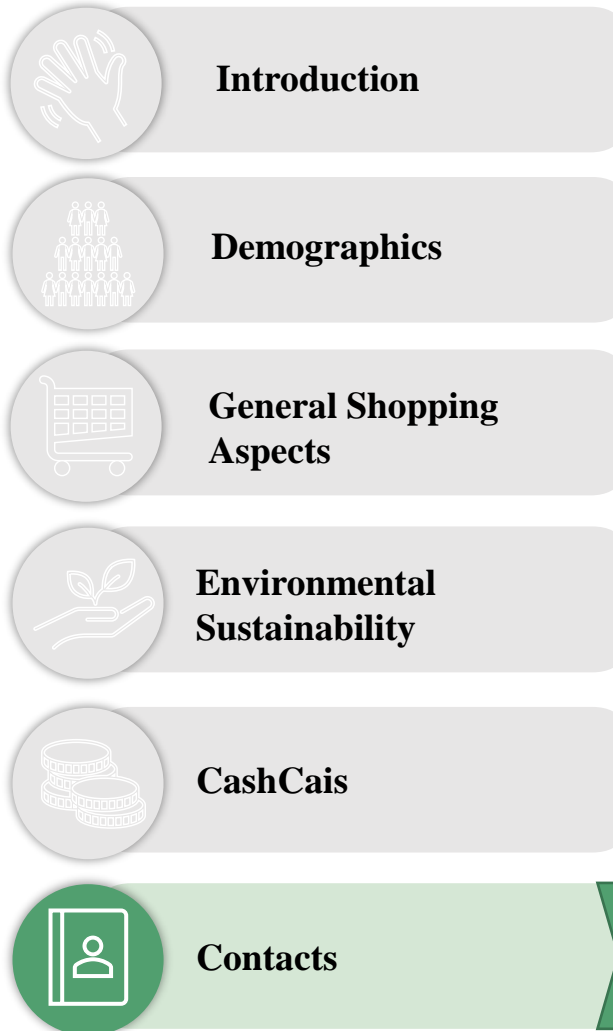 Introduction
Demographics
General Shopping
Aspects
Environmental
Sustainability
CashCais
Contacts